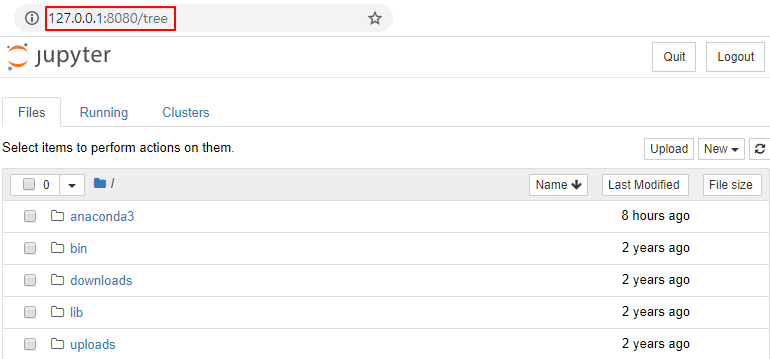 127.0.0.1:8080/tree
jupyter
Quit Logout
Files Running Clusters
Select items to perform actions on them.
Upload New
0 / Name Last Modified File size
anaconda3 8 hours ago
bin 2 years ago
downloads 2 years ago
lib 2 years ago
uploads 2 years ago